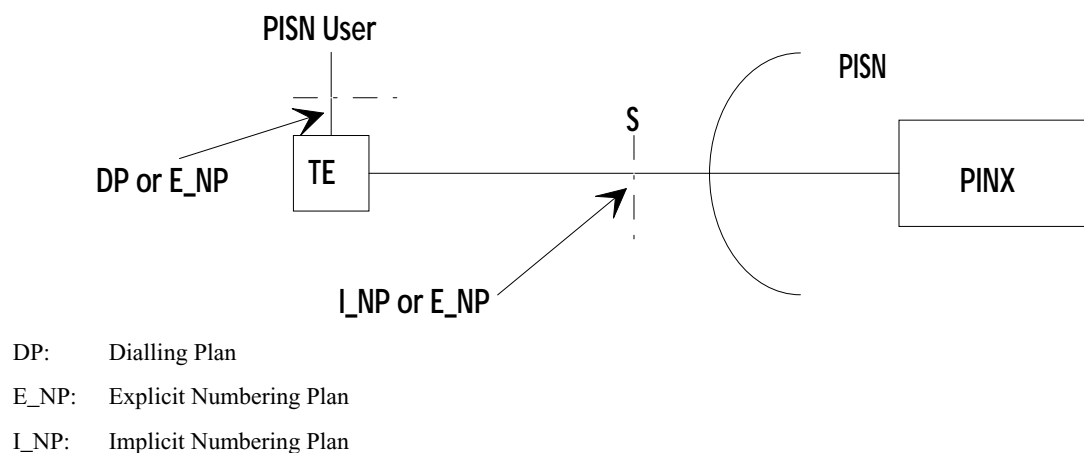 PISN User
PISN
S
DP or E_NP
TE
PINX
I_NP or E_NP
DP: Dialling Plan
E_NP: Explicit Numbering Plan
I_NP: Implicit Numbering Plan